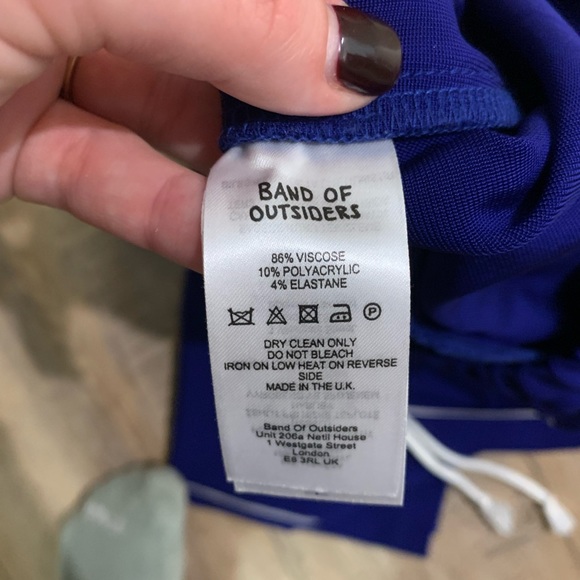 BAND OF
OUTSIDERS
86% VISCOSE
10% POLYACRYLIC
4% ELASTANE
P
DRY CLEAN ONLY
DO NOT BLEACH
IRON ON LOW HEAT ON REVERSE
SIDE
MADE IN THE U.K.
Band Of Outsiders
Unit 206a Netil House
1 Westgate Street
London
E8 3RL UK